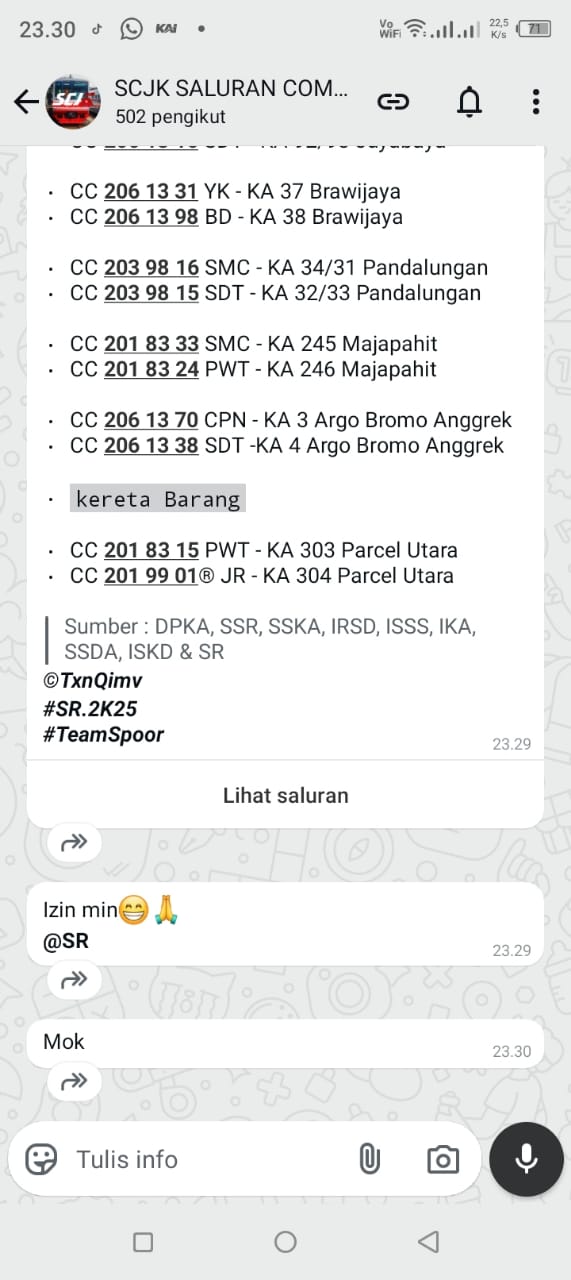 23.30 KAI Vo WiFi 22,5 K/s 71
SCI SCJK SALURAN COM...
502 pengikut
• CC 206 13 31 YK - KA 37 Brawijaya
• CC 206 13 98 BD - KA 38 Brawijaya
• CC 203 98 16 SMC - KA 34/31 Pandalungan
• CC 203 98 15 SDT - KA 32/33 Pandalungan
• CC 201 83 33 SMC - KA 245 Majapahit
• CC 201 83 24 PWT - KA 246 Majapahit
• CC 206 13 70 CPN - KA 3 Argo Bromo Anggrek
• CC 206 13 38 SDT -KA 4 Argo Bromo Anggrek
• kereta Barang
• CC 201 83 15 PWT - KA 303 Parcel Utara
• CC 201 99 01® JR - KA 304 Parcel Utara
Sumber : DPKA, SSR, SSKA, IRSD, ISSS, IKA,
SSDA, ISKD & SR
©TxnQimv
#SR.2K25
#TeamSpoor
23.29
Lihat saluran
Izin min😁🙏
@SR
23.29
Mok
23.30
Tulis info